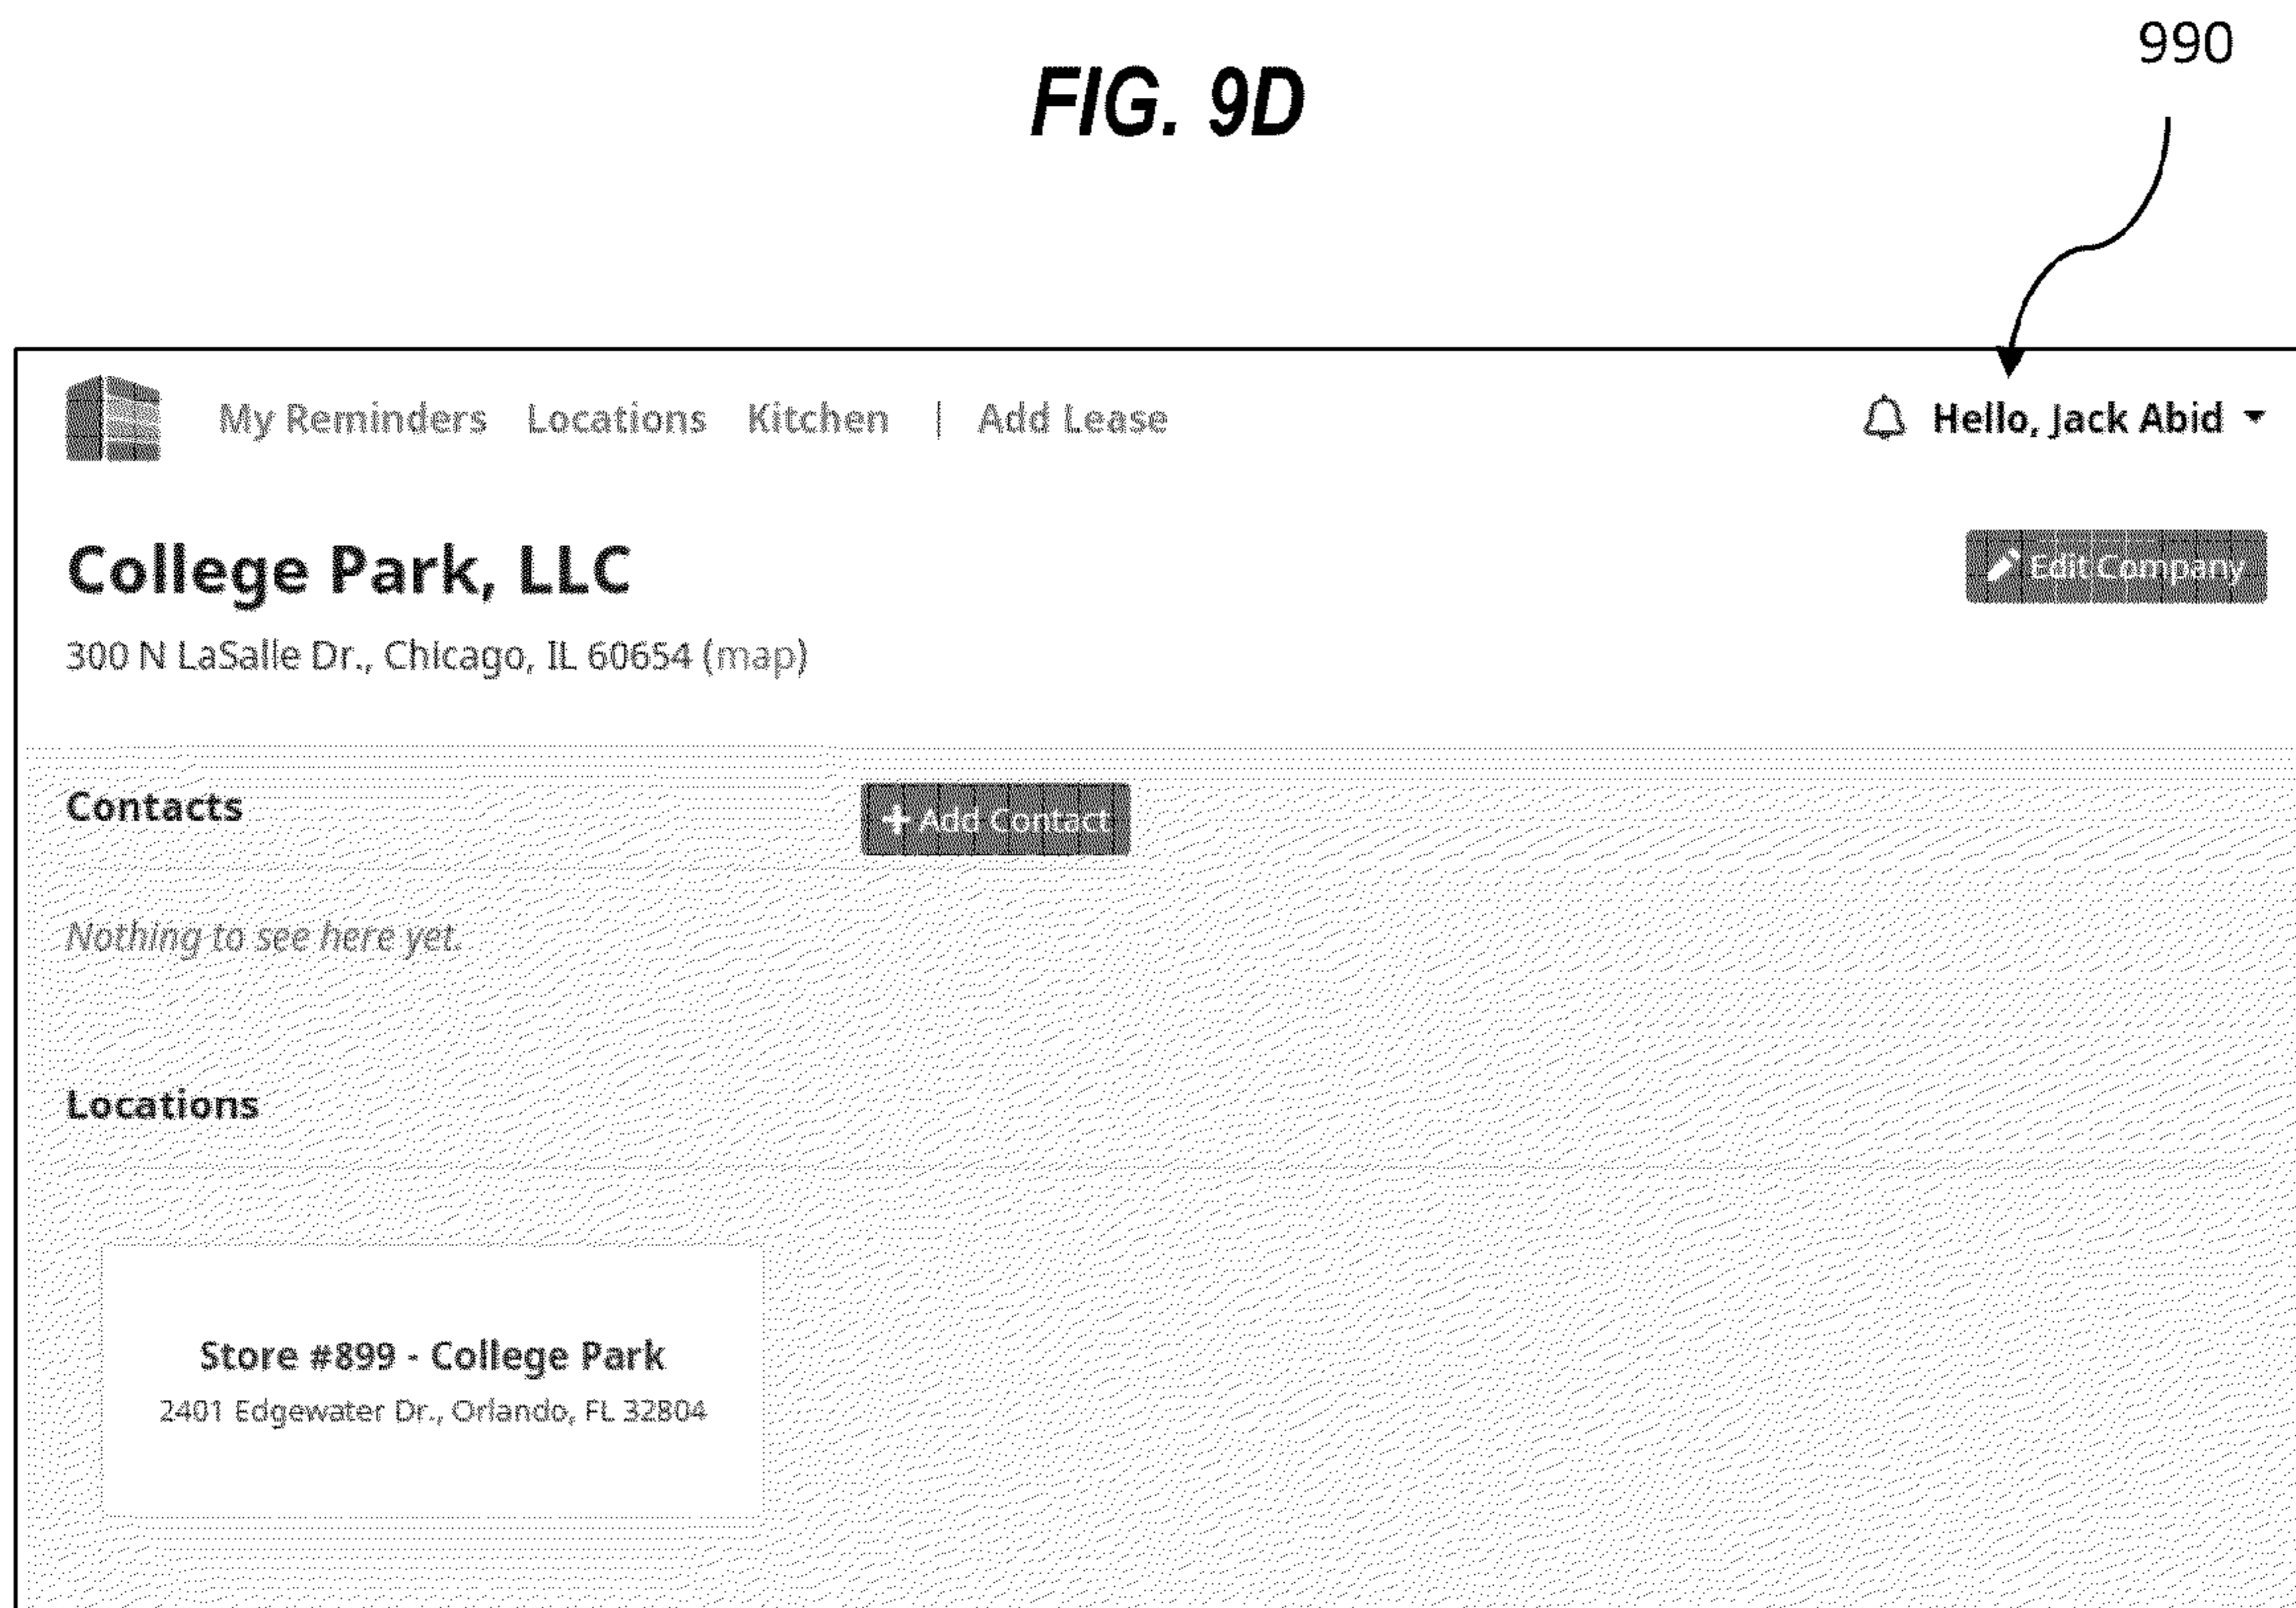 990
FIG. 9D
My Reminders Locations Kitchen | Add Lease
Hello, Jack Abid
College Park, LLC
Edit Company
300 N LaSalle Dr., Chicago, IL 60654 (map)
Contacts
+ Add Contact
Nothing to see here yet.
Locations
Store #899 - College Park
2401 Edgewater Dr., Orlando, FL 32804